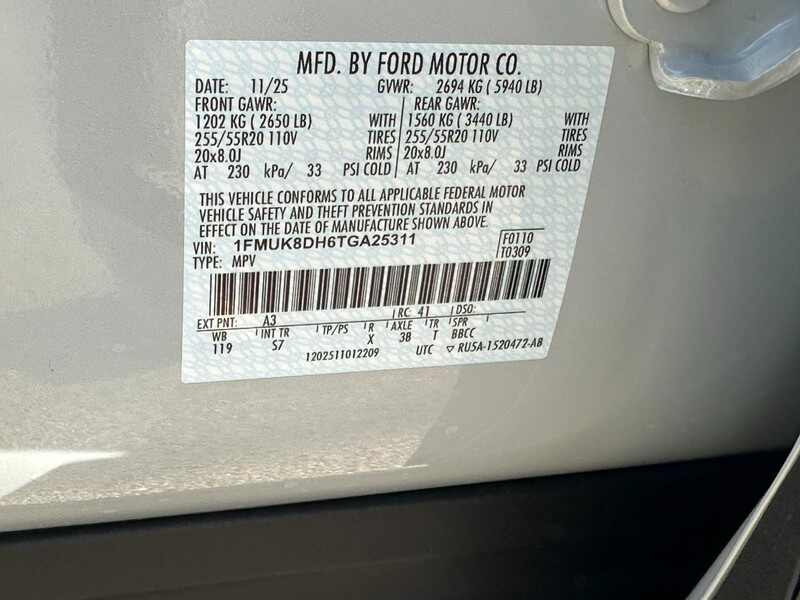 MFD. BY FORD MOTOR CO.
DATE: 11/25 GVWR: 2694 KG ( 5940 LB)
FRONT GAWR: REAR GAWR:
1202 KG ( 2650 LB) WITH 1560 KG ( 3440 LB) WITH
255/55R20 110V TIRES 255/55R20 110V TIRES
20x8.0J RIMS 20x8.0J RIMS
AT 230 kPa/ 33 PSI COLD AT 230 kPa/ 33 PSI COLD
THIS VEHICLE CONFORMS TO ALL APPLICABLE FEDERAL MOTOR
VEHICLE SAFETY AND THEFT PREVENTION STANDARDS IN
EFFECT ON THE DATE OF MANUFACTURE SHOWN ABOVE.
VIN: 1FMUK8DH6TGA25311 F0110
TYPE: MPV T0309
EXT PNT: A3 RC: 41 DSO:
WB INT TR TP/PS R AXLE TR SPR
119 S7 X 3B T BBCC
1202511012209 UTC ▽ RU5A-1520472-AB